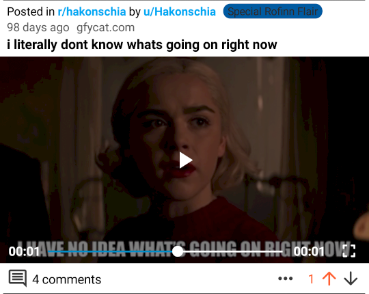 Posted in r/hakonschia by u/Hakonschia Special Pofinn Flair
98 days ago gfycat.com
i literally dont know whats going on right now
I HAVE NO IDEA WHAT'S GOING ON RIGHT NOW
00:01 00:01
4 comments 1